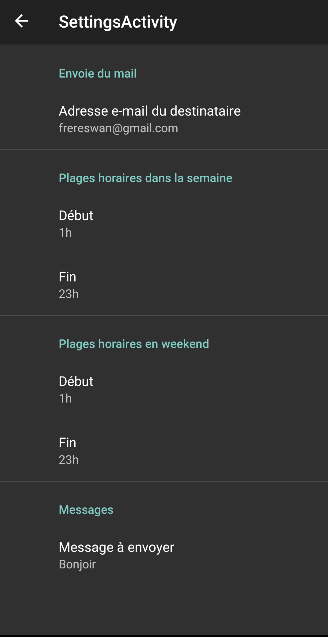 SettingsActivity
Envoie du mail
Adresse e-mail du destinataire
frereswan@gmail.com
Plages horaires dans la semaine
Début
1h
Fin
23h
Plages horaires en weekend
Début
1h
Fin
23h
Messages
Message à envoyer
Bonjoir